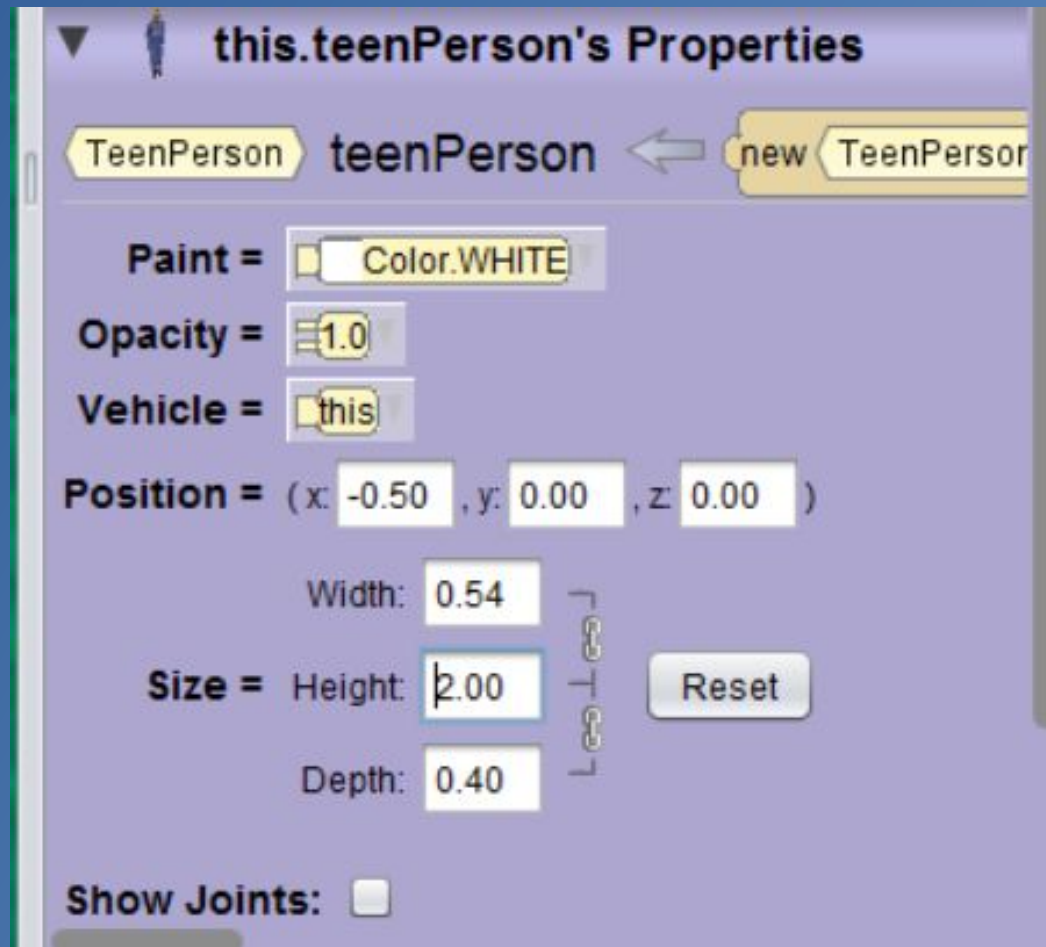 this.teenPerson's Properties
TeenPerson teenPerson new TeenPerson
Paint = Color.WHITE
Opacity = 1.0
Vehicle = this
Position = ( x: -0.50 , y: 0.00 , z: 0.00 )
Width: 0.54
Size = Height: 2.00 Reset
Depth: 0.40
Show Joints: